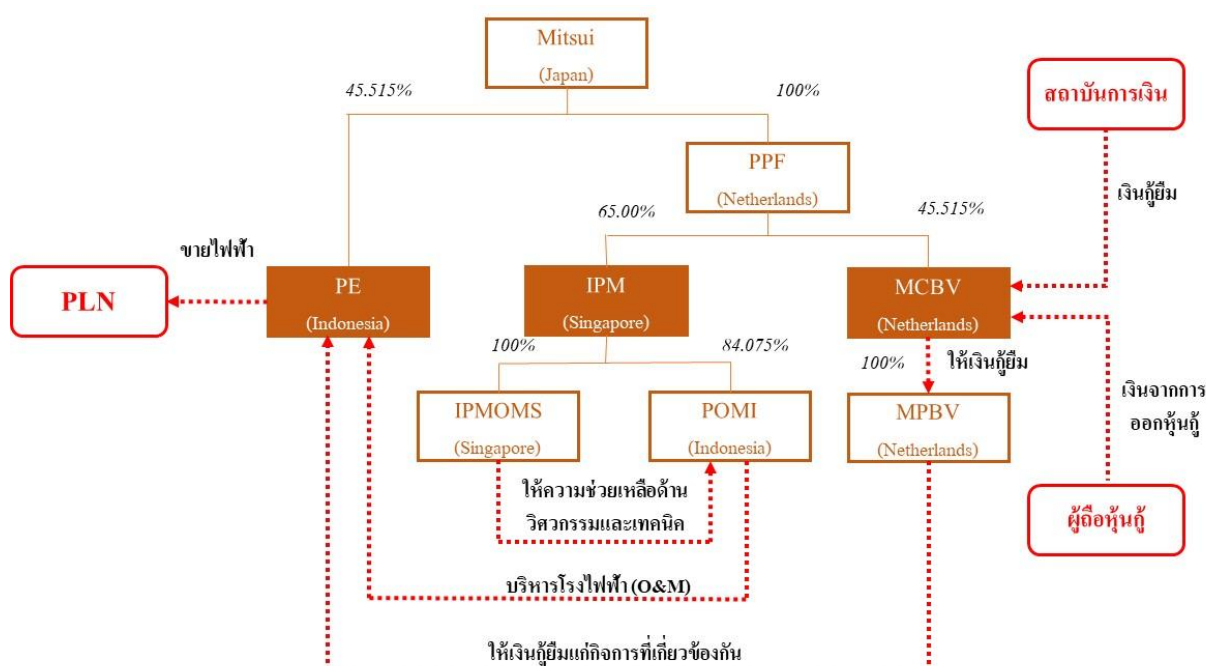 Mitsui
(Japan)
45.515%
100%
สถาบันการเงิน
PPF
(Netherlands)
เงินกู้ยืม
65.00%
45.515%
ขายไฟฟ้า
PLN
PE
(Indonesia)
IPM
(Singapore)
MCBV
(Netherlands)
100%
84.075%
100%
ให้เงินกู้ยืม
IPMOMS
(Singapore)
POMI
(Indonesia)
MPBV
(Netherlands)
เงินจากการ
ออกหุ้นกู้
ให้ความช่วยเหลือด้าน
วิศวกรรมและเทคนิค
ผู้ถือหุ้นกู้
บริหารโรงไฟฟ้า (O&M)
ให้เงินกู้ยืมแก่กิจการที่เกี่ยวข้องกัน